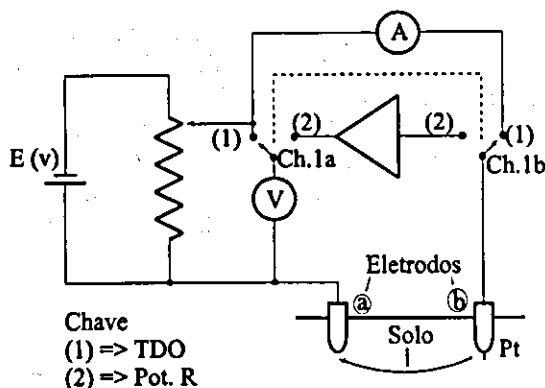 A
(1)
(2)
(2)
(1)
E (v)
Ch.1a
Ch.1b
V
Eletrodos
a
b
Solo
Pt
Chave
(1) => TDO
(2) => Pot. R